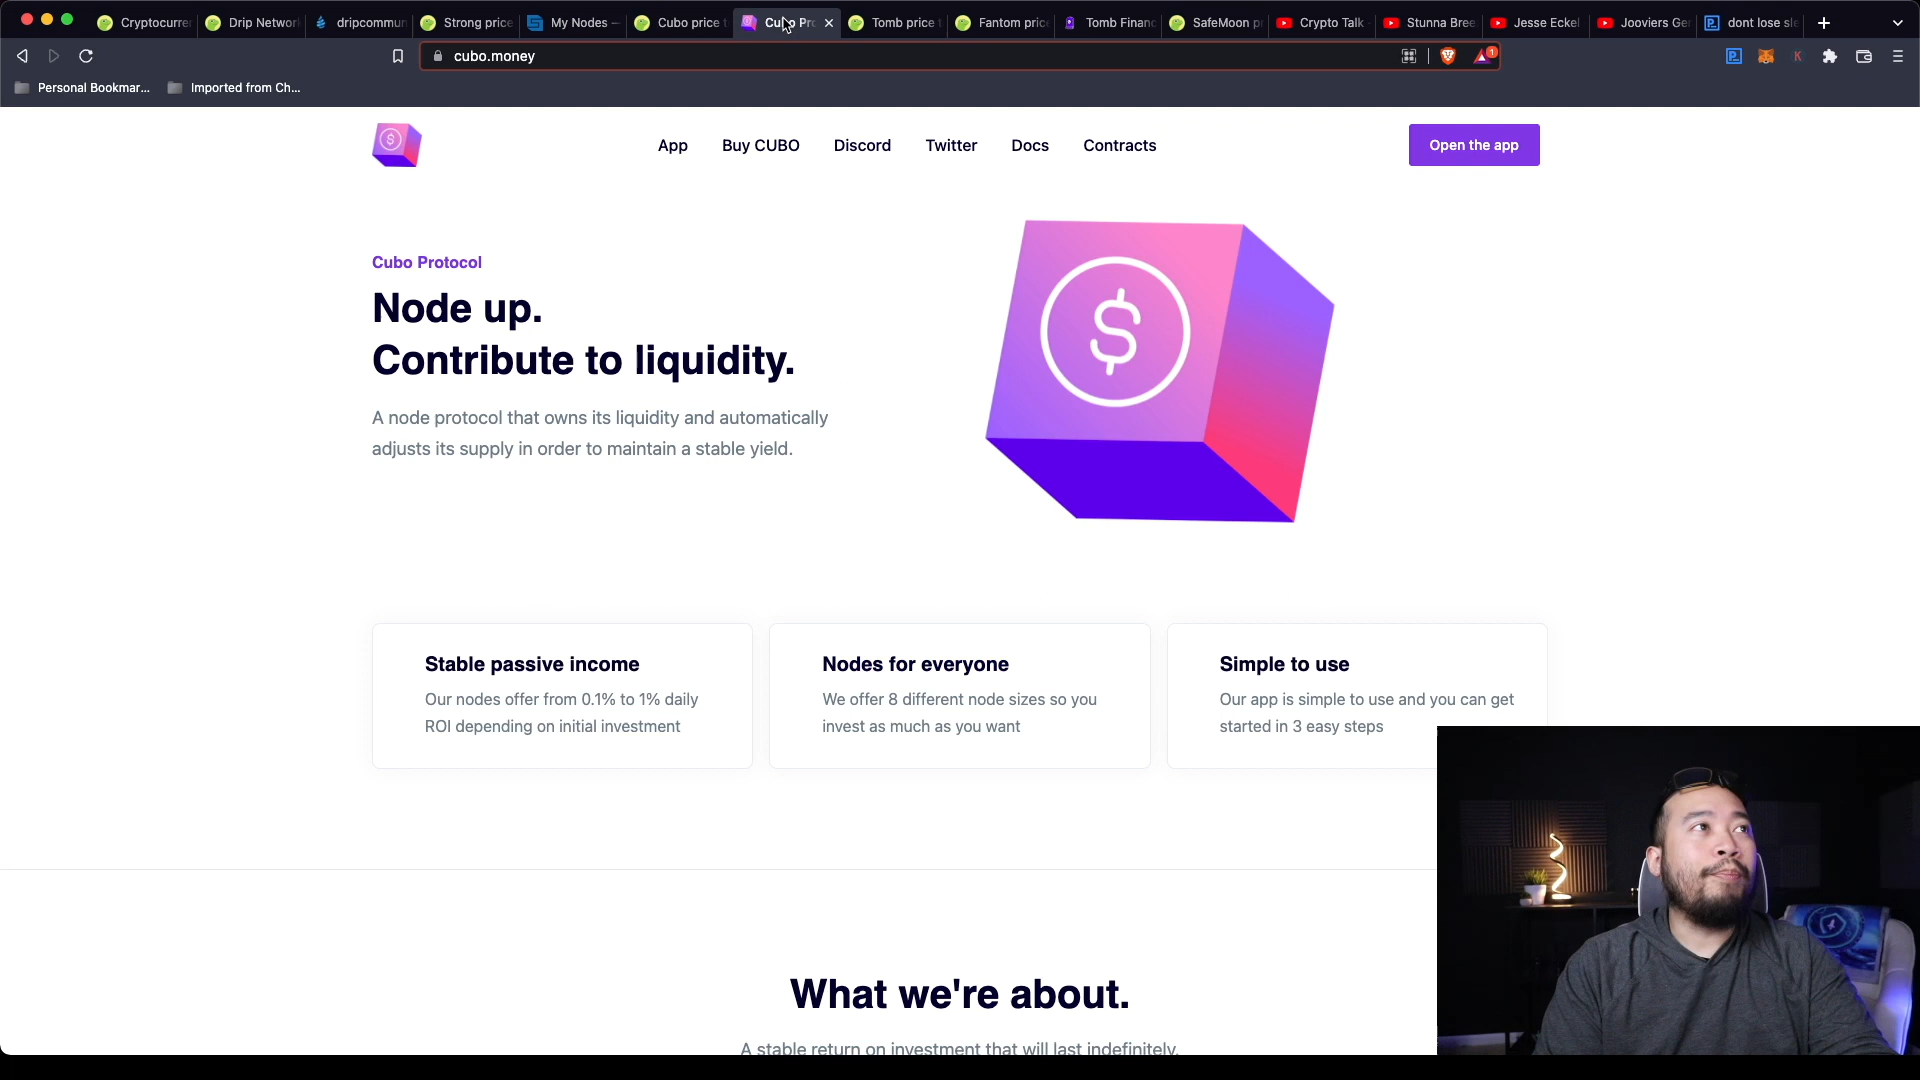 Cryptocurre
Drip Network
dripcommun
Strong price
My Nodes –
Cubo price t
Cubo Pro
Tomb price t
Fantom price
Tomb Financ
SafeMoon p
Crypto Talk
Stunna Bree
Jesse Eckel
Jooviers Ge
dont lose sle
cubo.money
1
Personal Bookmar...
Imported from Ch...
App
Buy CUBO
Discord
Twitter
Docs
Contracts
Open the app
Cubo Protocol
Node up.
Contribute to liquidity.
A node protocol that owns its liquidity and automatically
adjusts its supply in order to maintain a stable yield.
$
Stable passive income
Our nodes offer from 0.1% to 1% daily
ROI depending on initial investment
Nodes for everyone
We offer 8 different node sizes so you
invest as much as you want
Simple to use
Our app is simple to use and you can get
started in 3 easy steps
What we're about.
A stable return on investment that will last indefinitely.